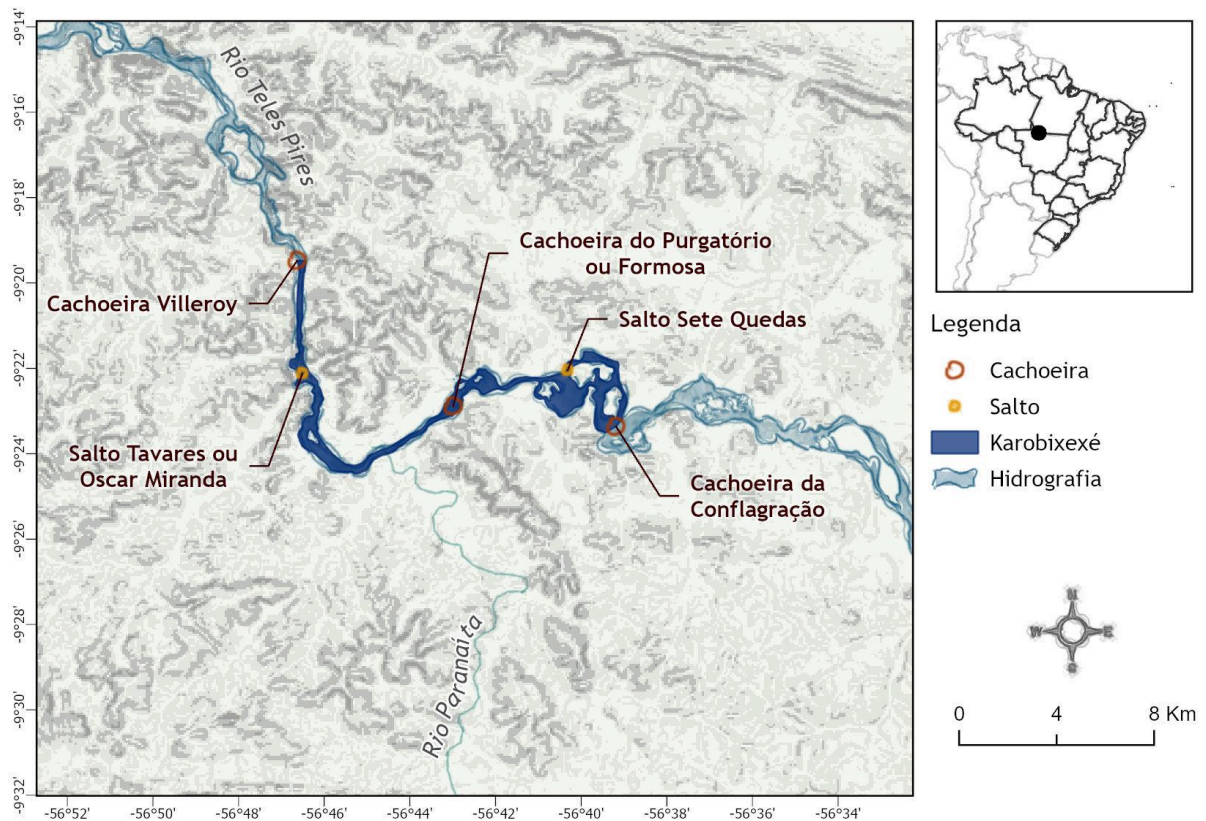 -9°14'
-9°16'
-9°18'
-9°20'
-9°22'
-9°24'
-9°26'
-9°28'
-9°30'
-9°32'
Rio Teles Pires
Cachoeira do Purgatório
ou Formosa
Cachoeira Villeroy
Salto Sete Quedas
Salto Tavares ou
Oscar Miranda
Cachoeira da
Conflagração
Rio Paranaíta
-56°52'
-56°50'
-56°48'
-56°46'
-56°44'
-56°42'
-56°40'
-56°38'
-56°36'
-56°34'
Legenda
Cachoeira
Salto
Karobixexé
Hidrografia
N
W
E
S
0 4 8 Km